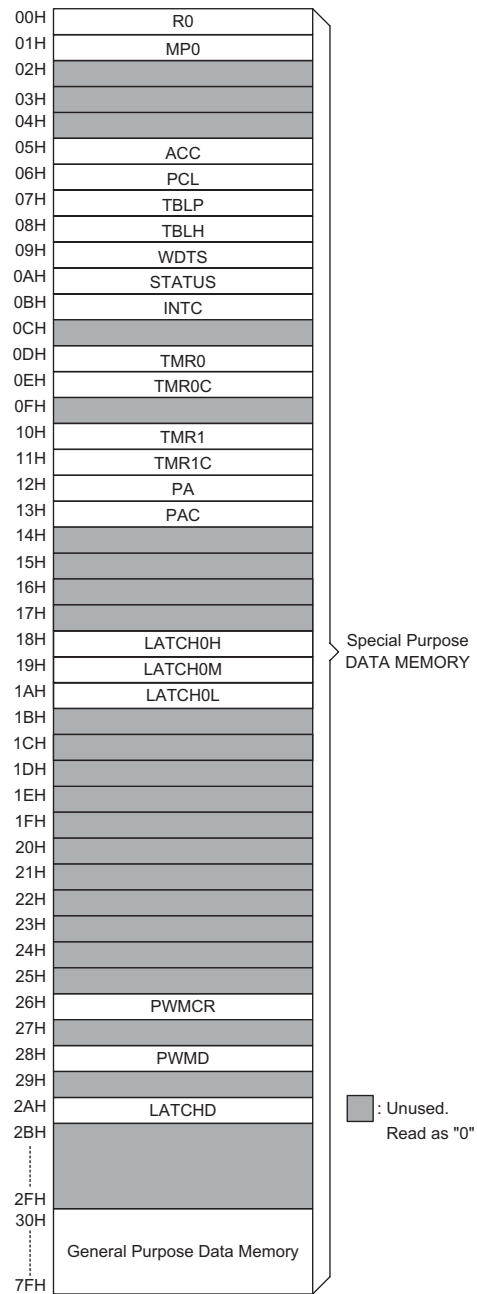 00H R0
01H MP0
02H
03H
04H
05H ACC
06H PCL
07H TBLP
08H TBLH
09H WDTS
0AH STATUS
0BH INTC
0CH
0DH TMR0
0EH TMR0C
0FH
10H TMR1
11H TMR1C
12H PA
13H PAC
14H
15H
16H
17H
18H LATCH0H
19H LATCH0M
1AH LATCH0L
Special Purpose
DATA MEMORY
1BH
1CH
1DH
1EH
1FH
20H
21H
22H
23H
24H
25H
26H PWMCR
27H
28H PWMD
29H
2AH LATCHD
2BH
2FH
: Unused.
Read as "0"
30H
General Purpose Data Memory
7FH